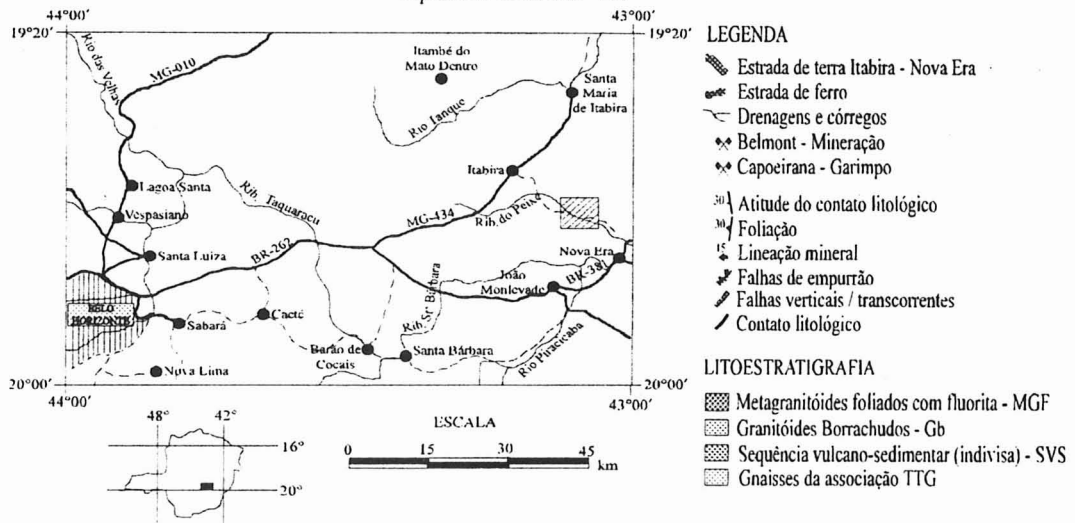 44°00'
43°00'
19°20'
19°20'
Rio das Velhas
MG-010
Itambé do
Mato Dentro
Santa
Maria
de Itabira
Rio Tanque
Itabira
Lagoa Santa
Vespasiano
Rib. Taquaraçu
MG-434
Rib. do Peixe
Santa Luiza
BR-262
Nova Era
João
Monlevade
BR-381
BELO
HORIZONTE
Sabará
Caeté
Rib. Stª Bárbara
Barão de
Cocais
Santa Bárbara
Rio Piracicaba
Nova Lima
20°00'
20°00'
44°00'
43°00'
48°
42°
16°
20°
ESCALA
0
15
30
45
km
LEGENDA
Estrada de terra Itabira - Nova Era
Estrada de ferro
Drenagens e córregos
Belmont - Mineração
Capoeirana - Garimpo
30 Atitude do contato litológico
30 Foliação
15 Lineação mineral
Falhas de empurrão
Falhas verticais / transcorrentes
Contato litológico
LITOESTRATIGRAFIA
Metagranitóides foliados com fluorita - MGF
Granitóides Borrachudos - Gb
Sequência vulcano-sedimentar (indivisa) - SVS
Gnaisses da associação TTG